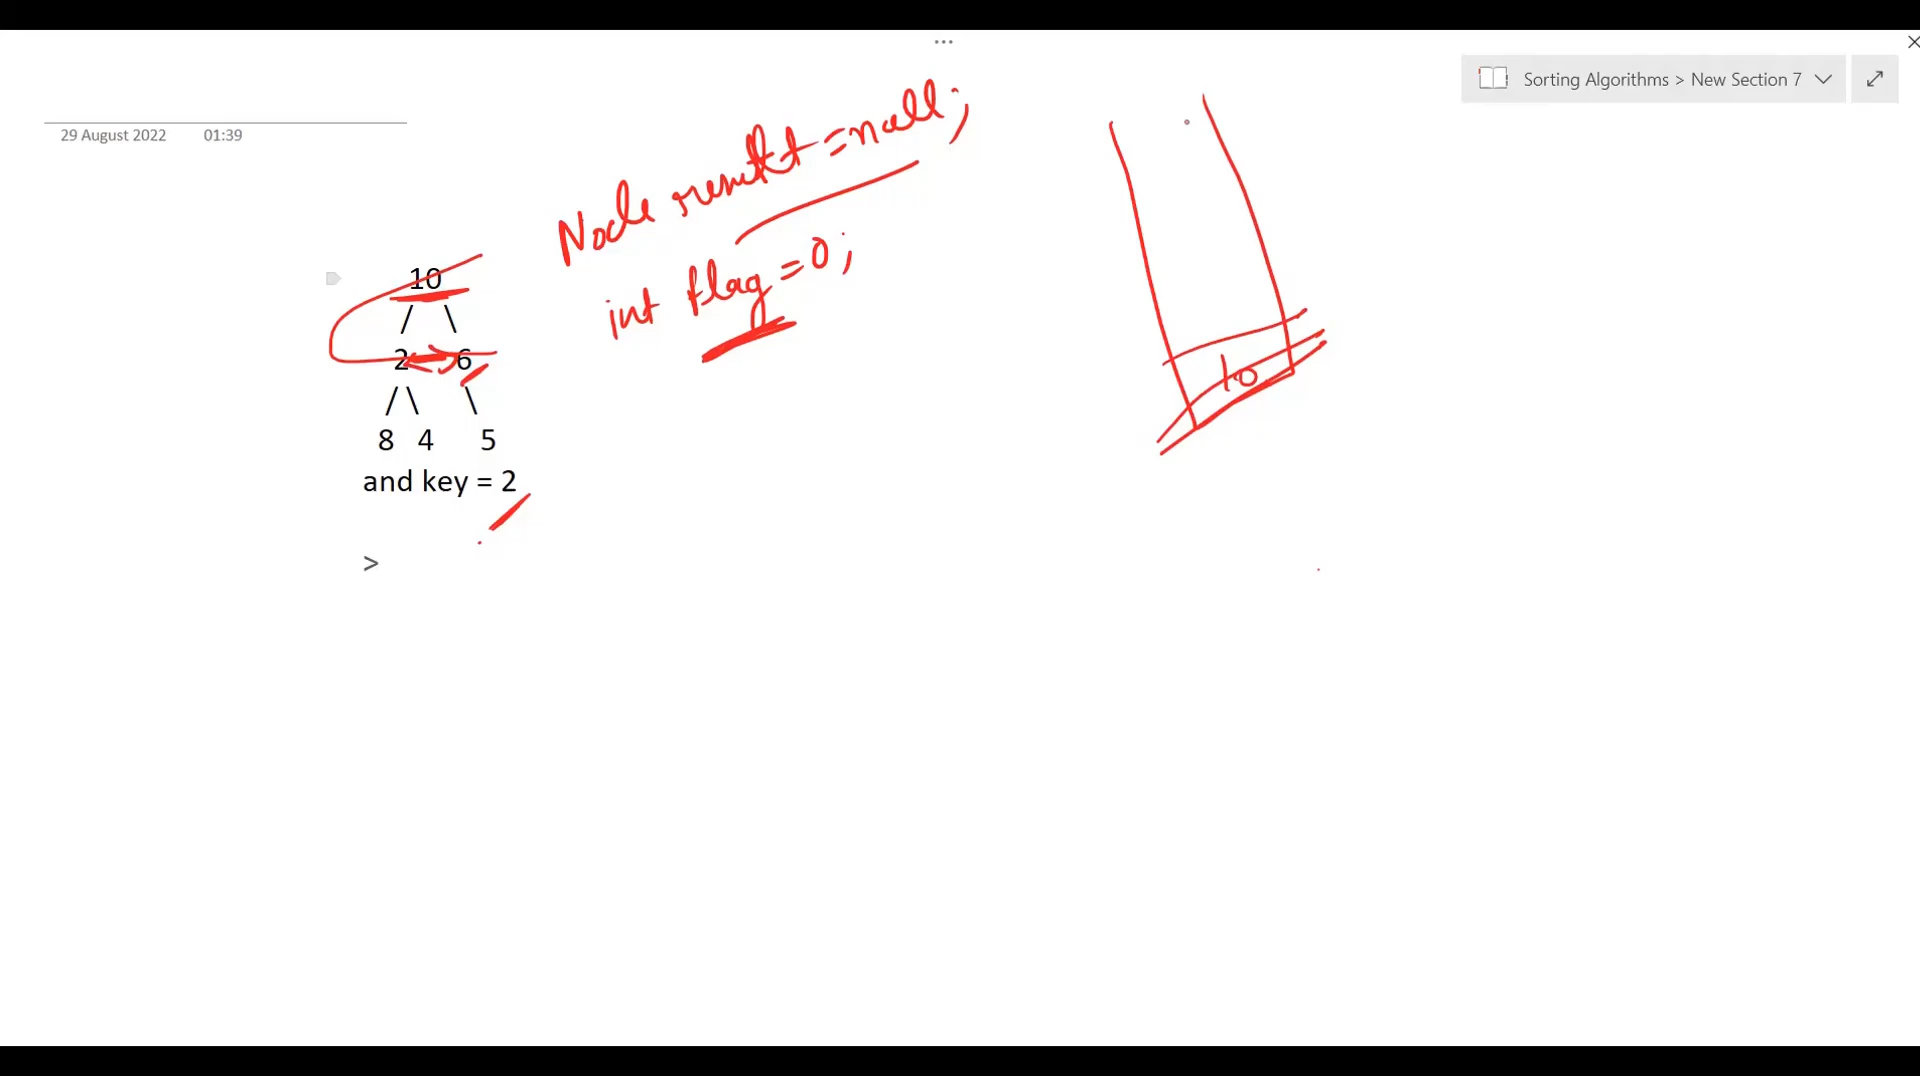 Sorting Algorithms > New Section 7
29 August 2022 01:39
Node result = null;
int flag = 0;
10
10
/ \
2 6
/ \ \
8 4 5
and key = 2
>